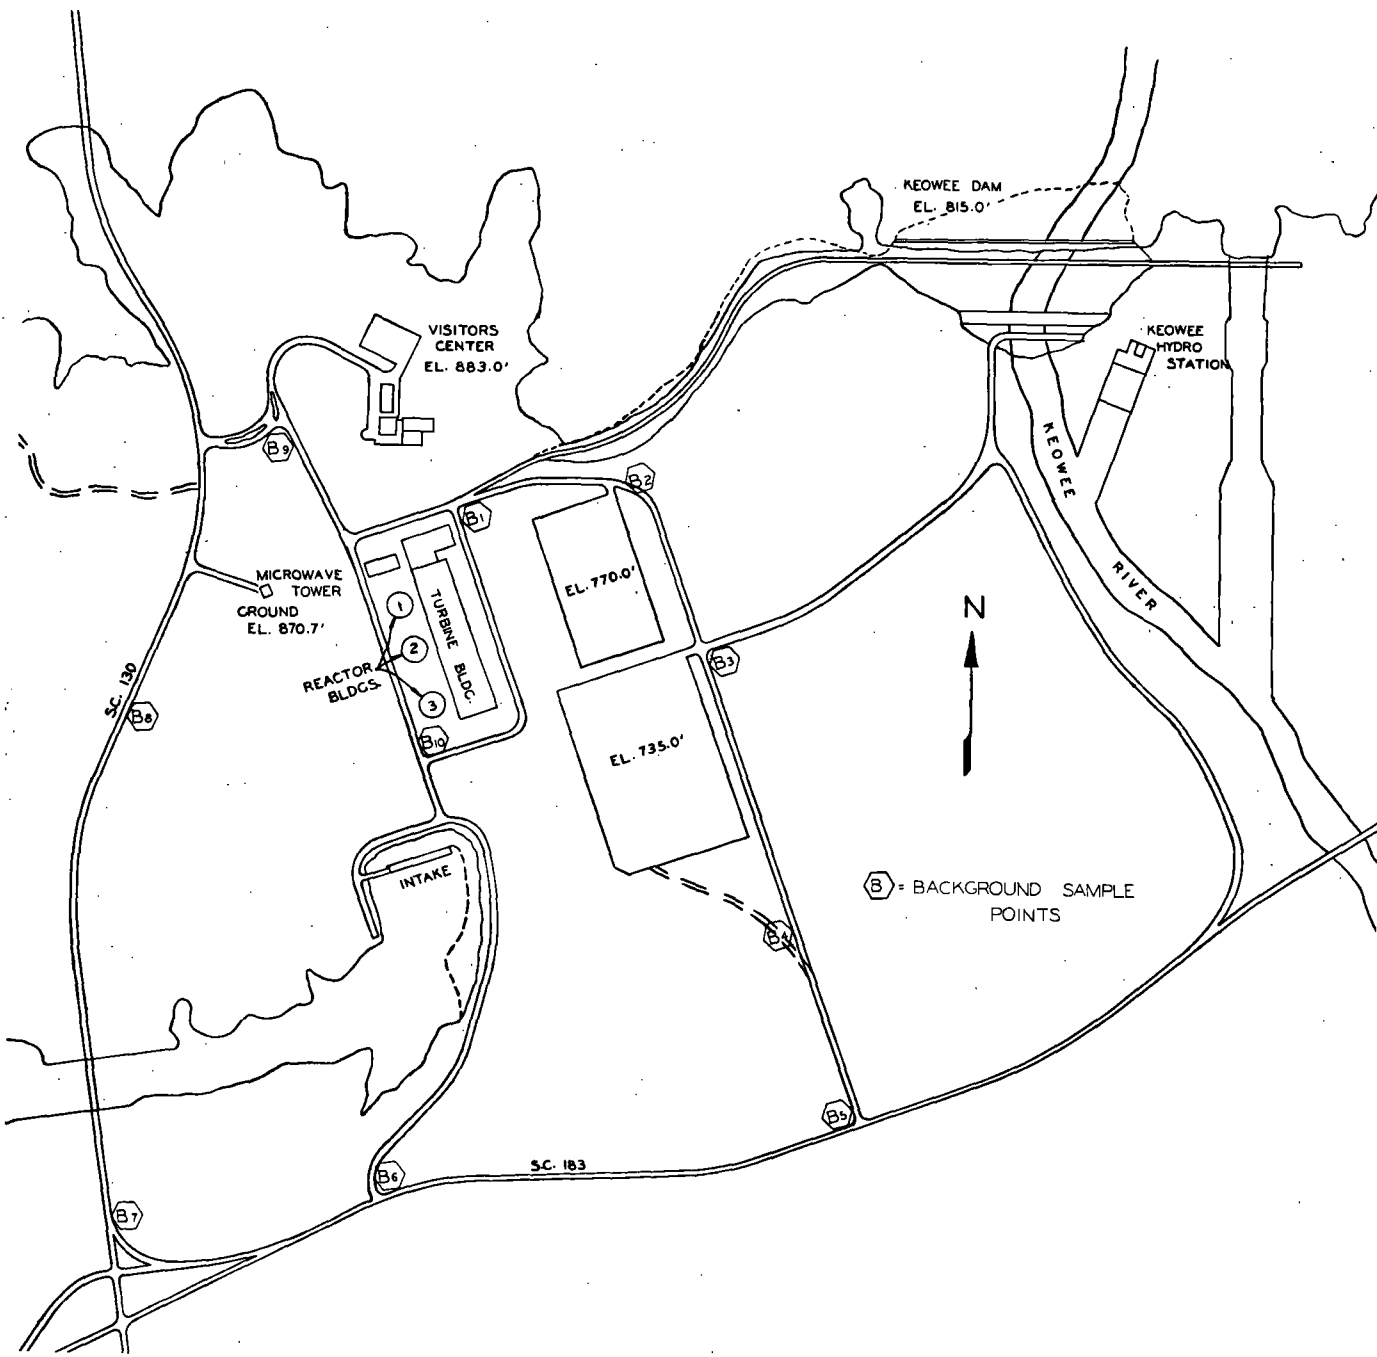 KEOWEE DAM
EL. 815.0'
VISITORS
CENTER
EL. 883.0'
KEOWEE
HYDRO
STATION
KEOWEE
RIVER
B9
B2
B1
MICROWAVE
TOWER
GROUND
EL. 870.7'
EL. 770.0'
TURBINE BLDG.
1
2
3
REACTOR
BLDGS.
N
B3
S.C. 130
B8
B10
EL. 735.0'
INTAKE
B = BACKGROUND SAMPLE
POINTS
B4
B5
B6
S.C. 183
B7